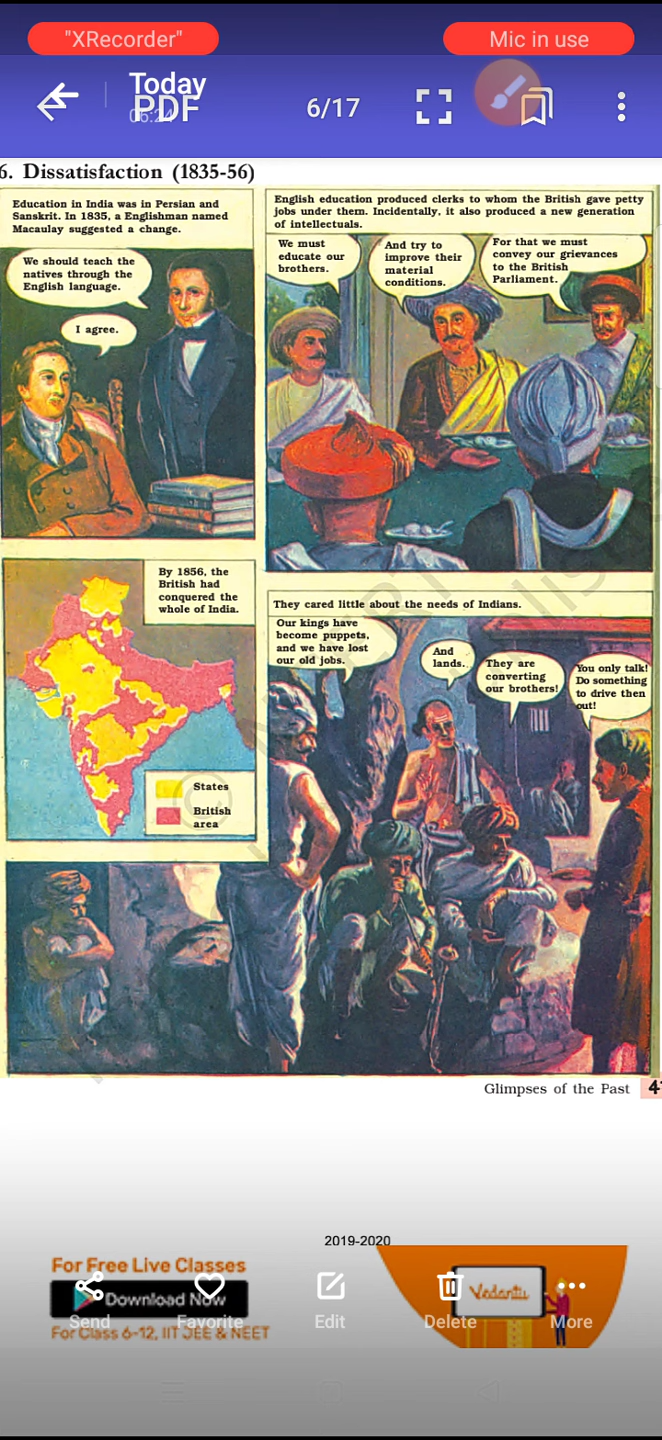 "XRecorder"
Mic in use
Today
PDF
6/17
6. Dissatisfaction (1835-56)
Education in India was in Persian and
Sanskrit. In 1835, a Englishman named
Macaulay suggested a change.
We should teach the
natives through the
English language.
I agree.
English education produced clerks to whom the British gave petty
jobs under them. Incidentally, it also produced a new generation
of intellectuals.
We must
educate our
brothers.
And try to
improve their
material
conditions.
For that we must
convey our grievances
to the British
Parliament.
By 1856, the
British had
conquered the
whole of India.
States
British
area
They cared little about the needs of Indians.
Our kings have
become puppets,
and we have lost
our old jobs.
And
lands.
They are
converting
our brothers!
You only talk!
Do something
to drive then
out!
Glimpses of the Past
2019-2020
For Free Live Classes
Download Now
For Class 6-12, IIT JEE & NEET
Vedantu
Send
Favorite
Edit
Delete
More